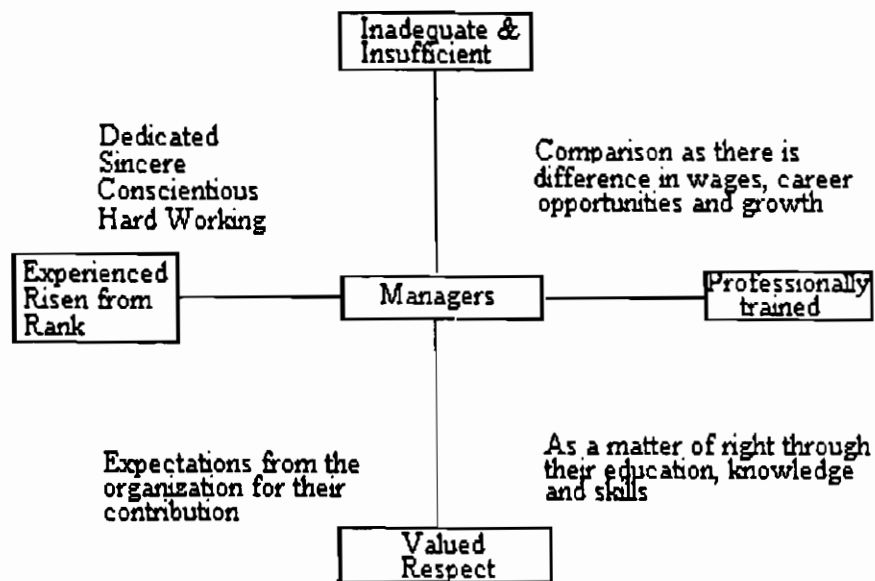 Inadequate &
Insufficient
Dedicated
Sincere
Conscientious
Hard Working
Comparison as there is
difference in wages, career
opportunities and growth
Experienced
Risen from
Rank
Managers
Professionally
trained
Expectations from the
organization for their
contribution
As a matter of right through
their education, knowledge
and skills
Valued
Respect